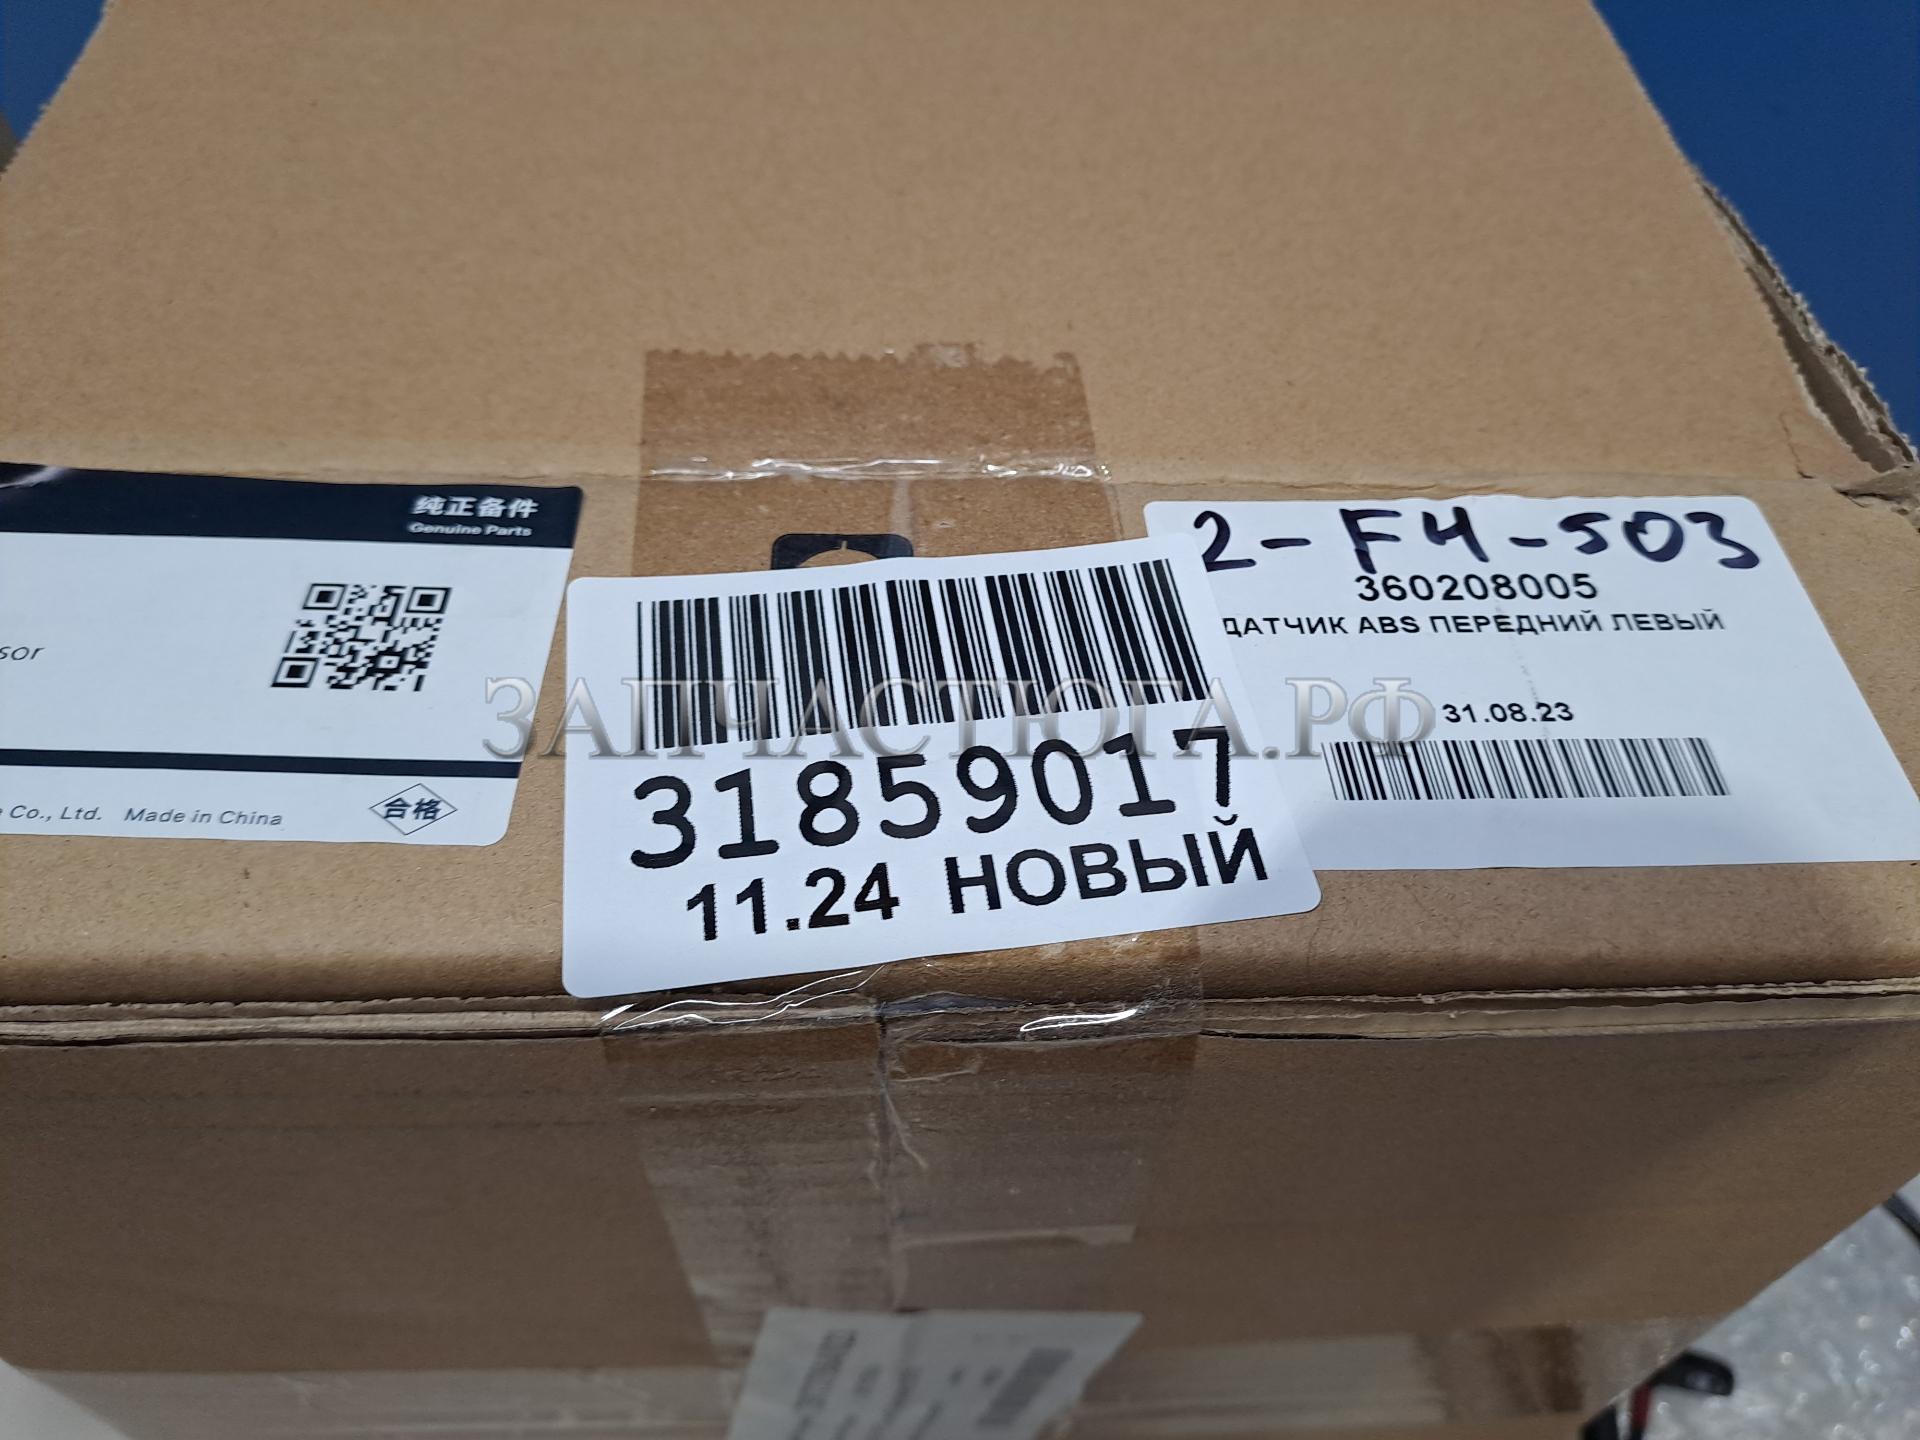 纯正备件
Genuine Parts
sor
Co., Ltd. Made in China
合格
31859017
11.24 НОВЫЙ
2-F4-503
360208005
ДАТЧИК ABS ПЕРЕДНИЙ ЛЕВЫЙ
31.08.23
ЗАПЧАСТЮГА.РФ